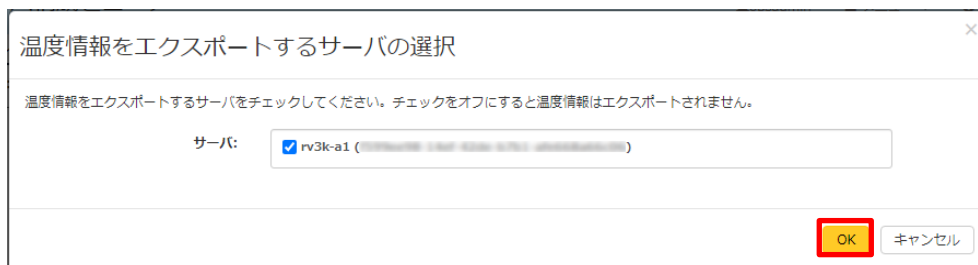 温度情報をエクスポートするサーバの選択
×
温度情報をエクスポートするサーバをチェックしてください。チェックをオフにすると温度情報はエクスポートされません。
サーバ: rv3k-a1 ( )
OK キャンセル